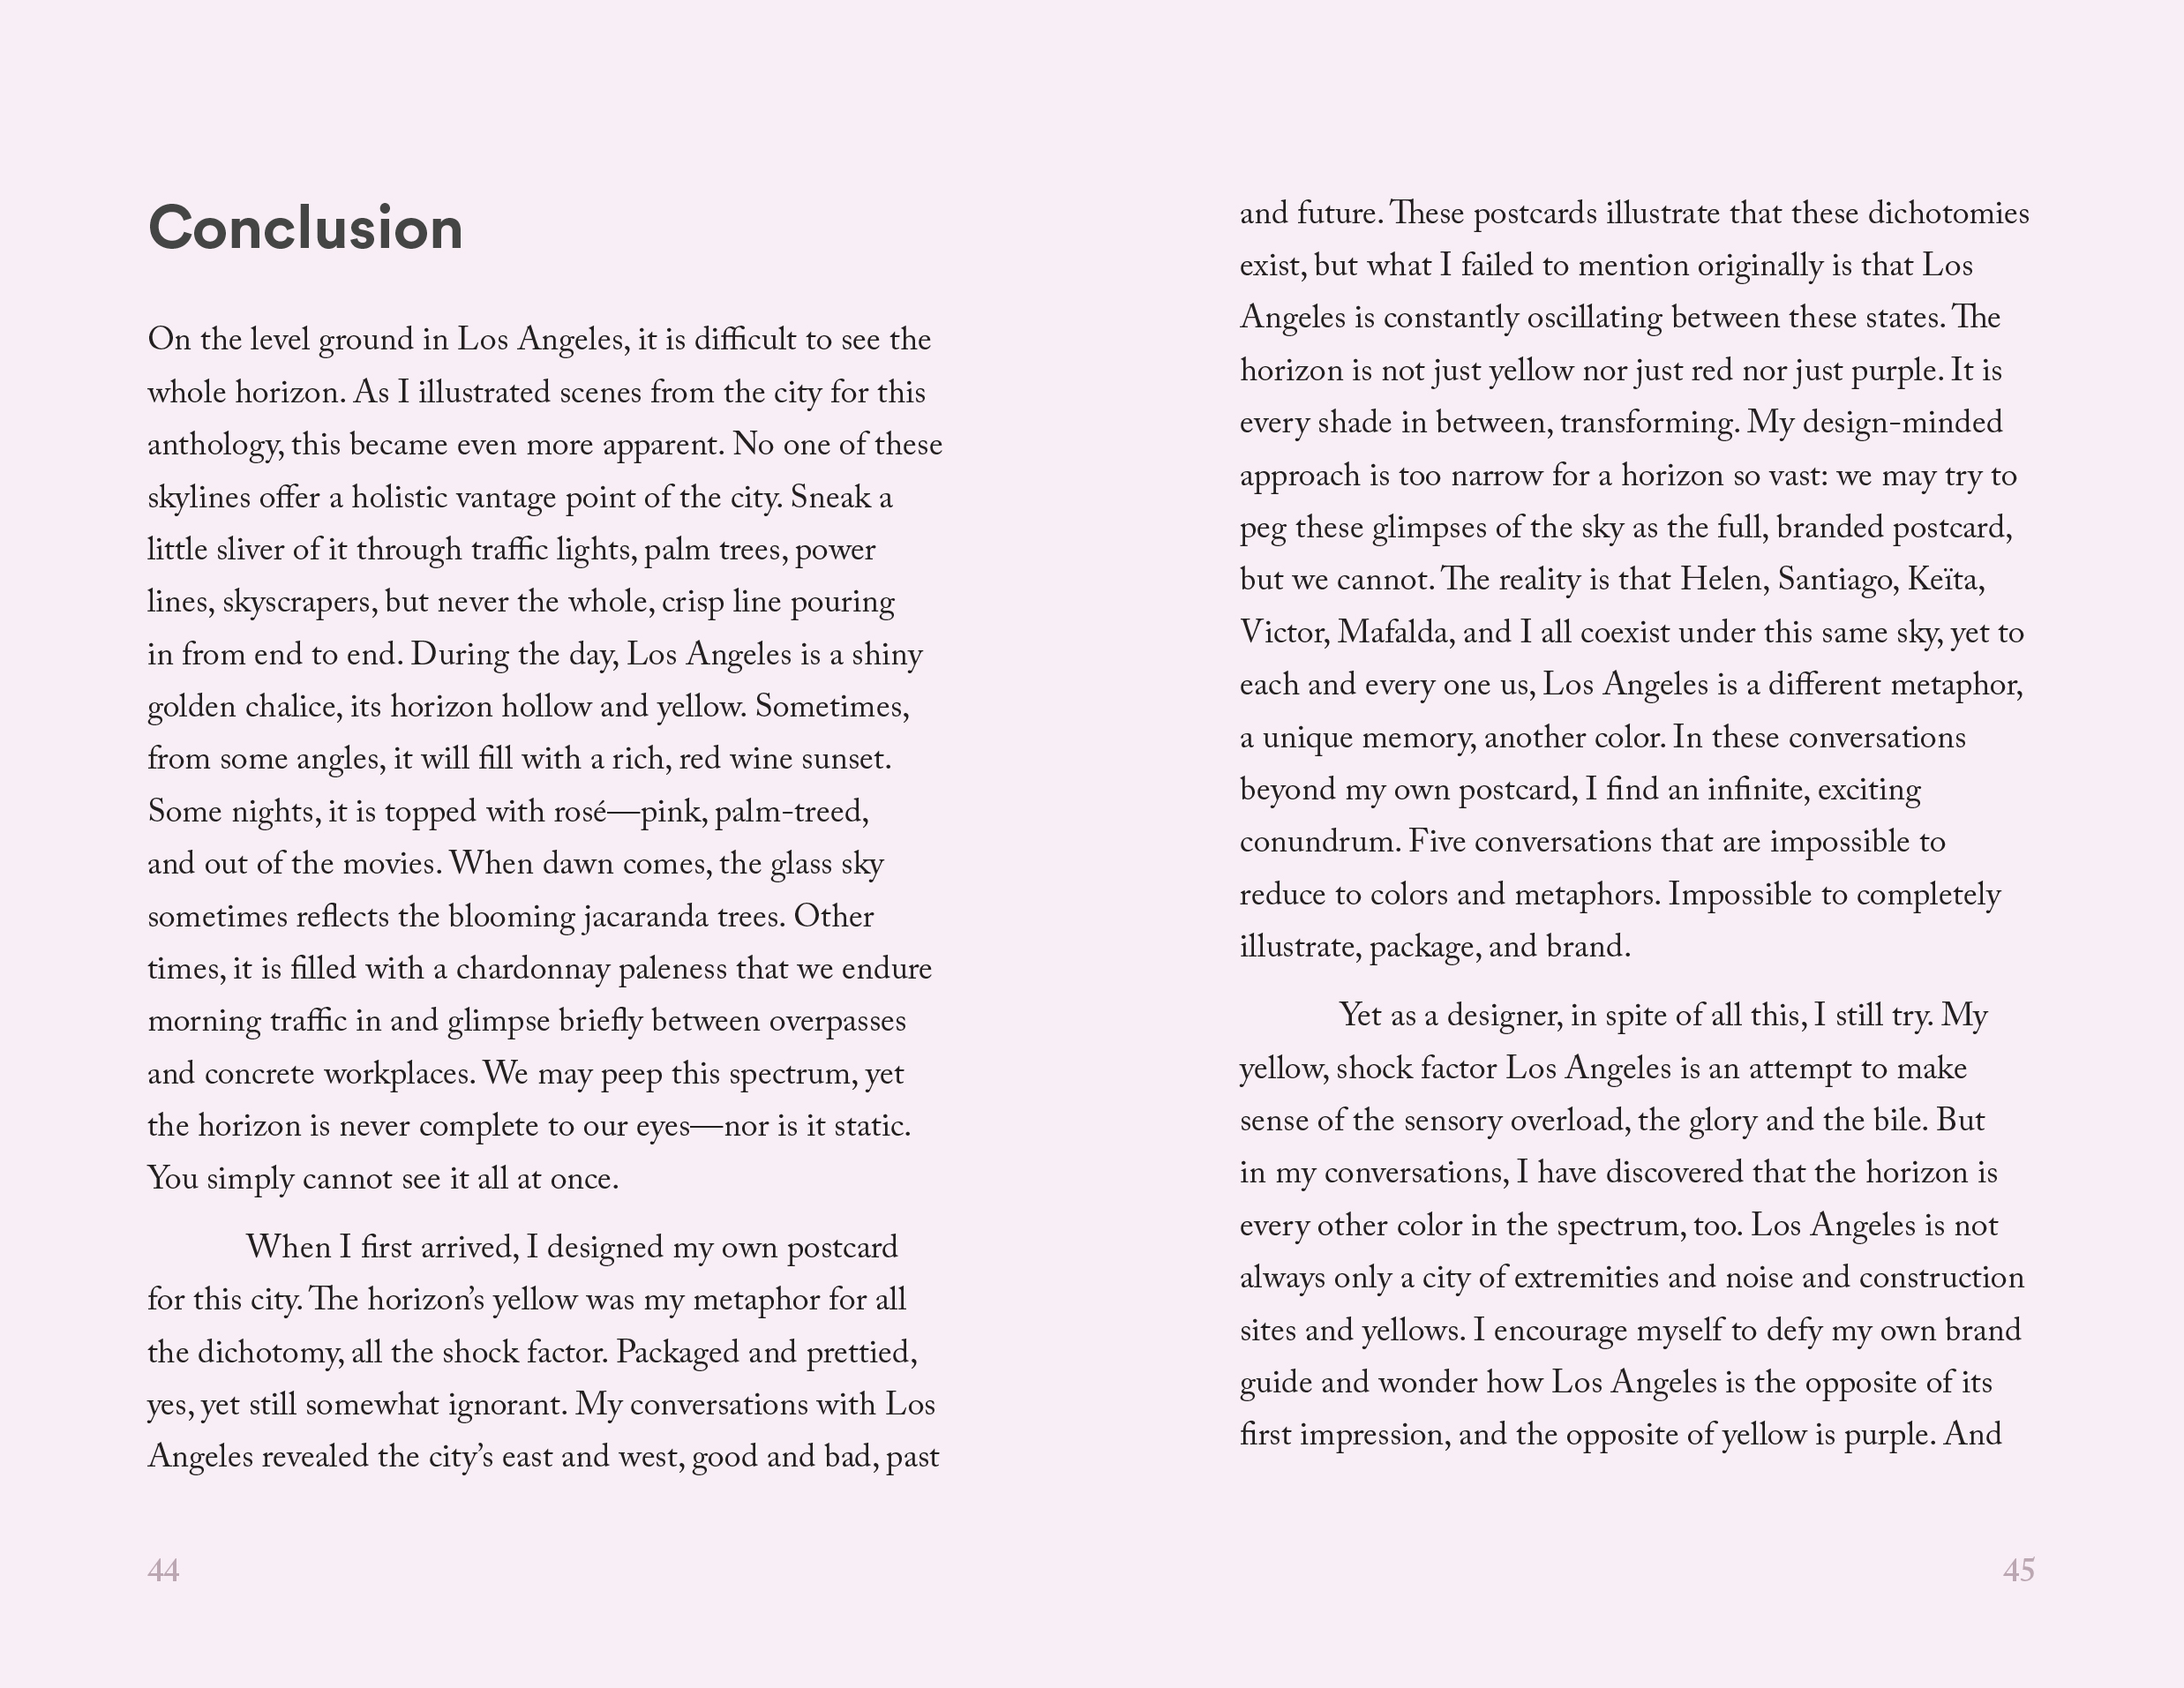 Conclusion
On the level ground in Los Angeles, it is difficult to see the
whole horizon. As I illustrated scenes from the city for this
anthology, this became even more apparent. No one of these
skylines offer a holistic vantage point of the city. Sneak a
little sliver of it through traffic lights, palm trees, power
lines, skyscrapers, but never the whole, crisp line pouring
in from end to end. During the day, Los Angeles is a shiny
golden chalice, its horizon hollow and yellow. Sometimes,
from some angles, it will fill with a rich, red wine sunset.
Some nights, it is topped with rosé—pink, palm-treed,
and out of the movies. When dawn comes, the glass sky
sometimes reflects the blooming jacaranda trees. Other
times, it is filled with a chardonnay paleness that we endure
morning traffic in and glimpse briefly between overpasses
and concrete workplaces. We may peep this spectrum, yet
the horizon is never complete to our eyes—nor is it static.
You simply cannot see it all at once.
When I first arrived, I designed my own postcard
for this city. The horizon’s yellow was my metaphor for all
the dichotomy, all the shock factor. Packaged and prettied,
yes, yet still somewhat ignorant. My conversations with Los
Angeles revealed the city’s east and west, good and bad, past
44
and future. These postcards illustrate that these dichotomies
exist, but what I failed to mention originally is that Los
Angeles is constantly oscillating between these states. The
horizon is not just yellow nor just red nor just purple. It is
every shade in between, transforming. My design-minded
approach is too narrow for a horizon so vast: we may try to
peg these glimpses of the sky as the full, branded postcard,
but we cannot. The reality is that Helen, Santiago, Keïta,
Victor, Mafalda, and I all coexist under this same sky, yet to
each and every one us, Los Angeles is a different metaphor,
a unique memory, another color. In these conversations
beyond my own postcard, I find an infinite, exciting
conundrum. Five conversations that are impossible to
reduce to colors and metaphors. Impossible to completely
illustrate, package, and brand.
Yet as a designer, in spite of all this, I still try. My
yellow, shock factor Los Angeles is an attempt to make
sense of the sensory overload, the glory and the bile. But
in my conversations, I have discovered that the horizon is
every other color in the spectrum, too. Los Angeles is not
always only a city of extremities and noise and construction
sites and yellows. I encourage myself to defy my own brand
guide and wonder how Los Angeles is the opposite of its
first impression, and the opposite of yellow is purple. And
45